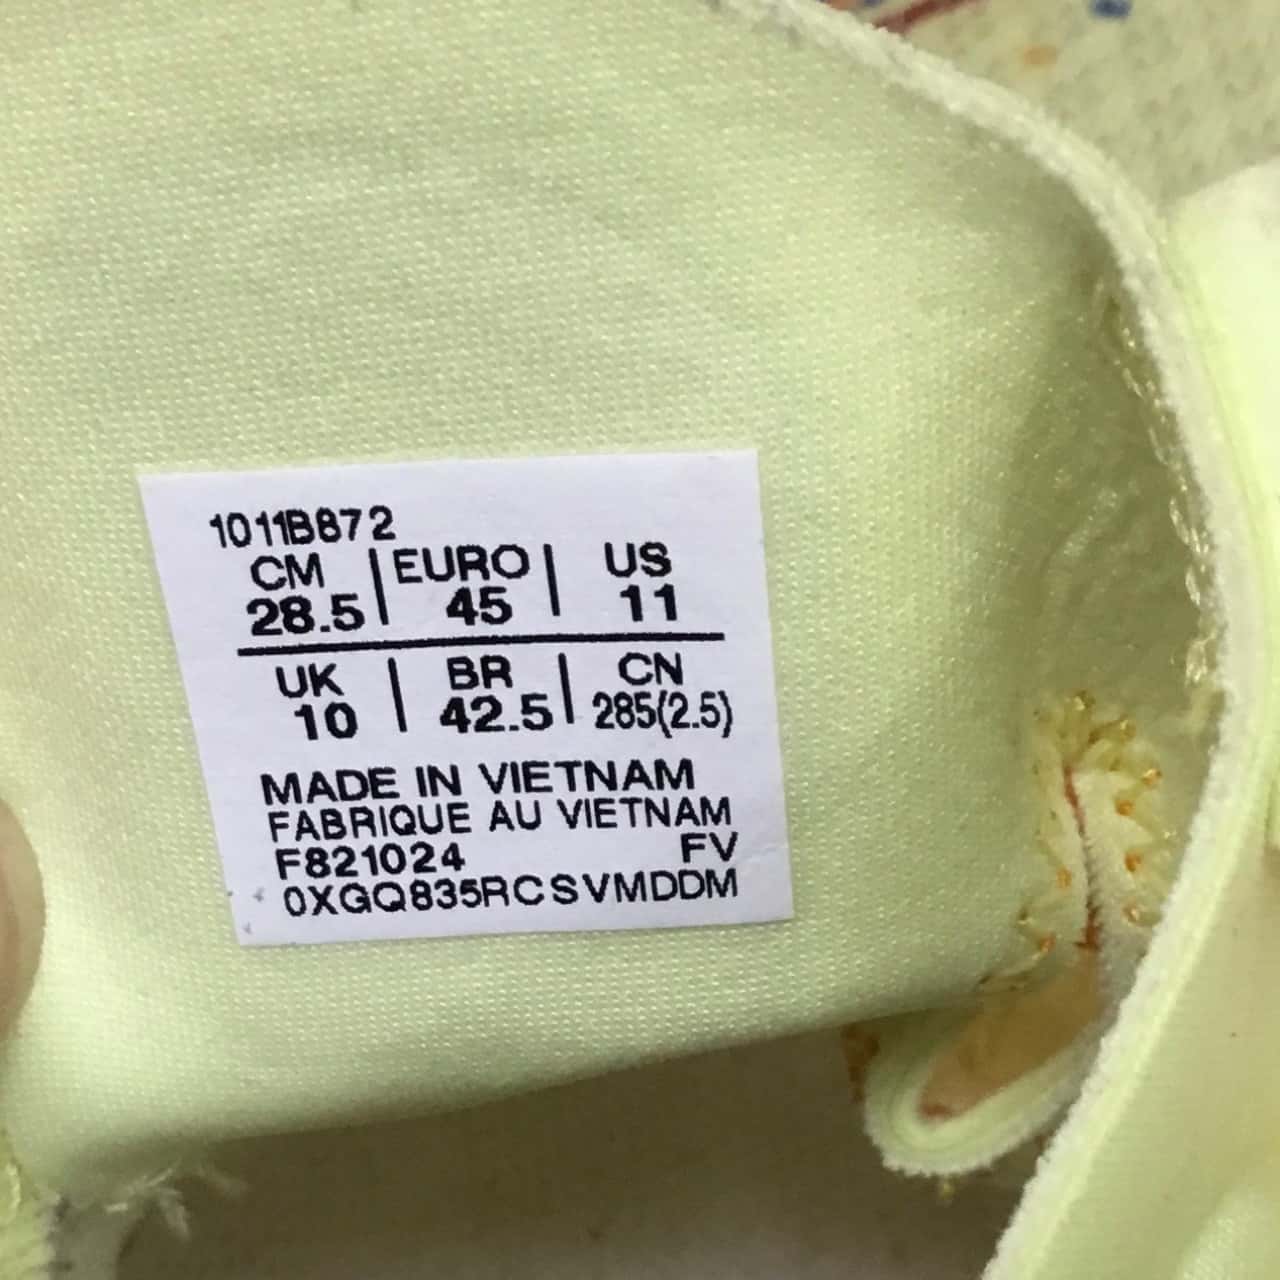 1011B872
CM | EURO | US
28.5 | 45 | 11
UK | BR | CN
10 | 42.5 | 285(2.5)
MADE IN VIETNAM
FABRIQUE AU VIETNAM
F821024 FV
0XGQ835RCSVMDDM